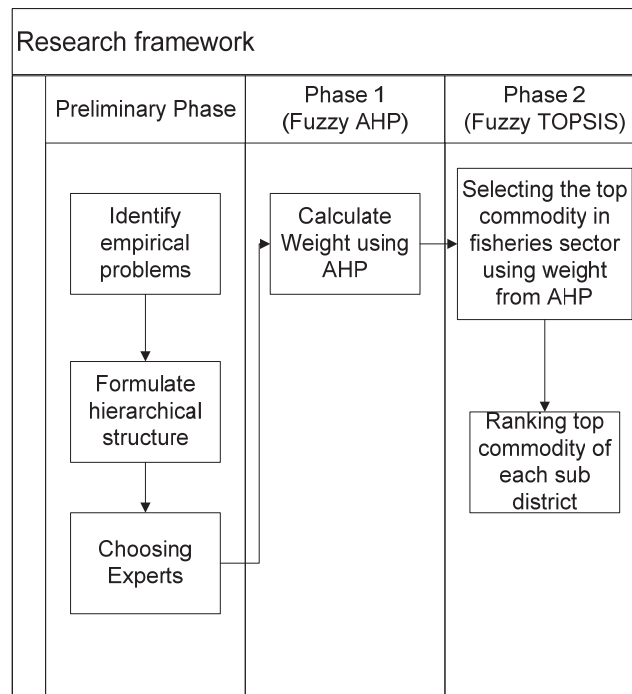 Research framework
Preliminary Phase
Phase 1
(Fuzzy AHP)
Phase 2
(Fuzzy TOPSIS)
Identify
empirical
problems
Formulate
hierarchical
structure
Choosing
Experts
Calculate
Weight using
AHP
Selecting the top
commodity in
fisheries sector
using weight
from AHP
Ranking top
commodity of
each sub
district